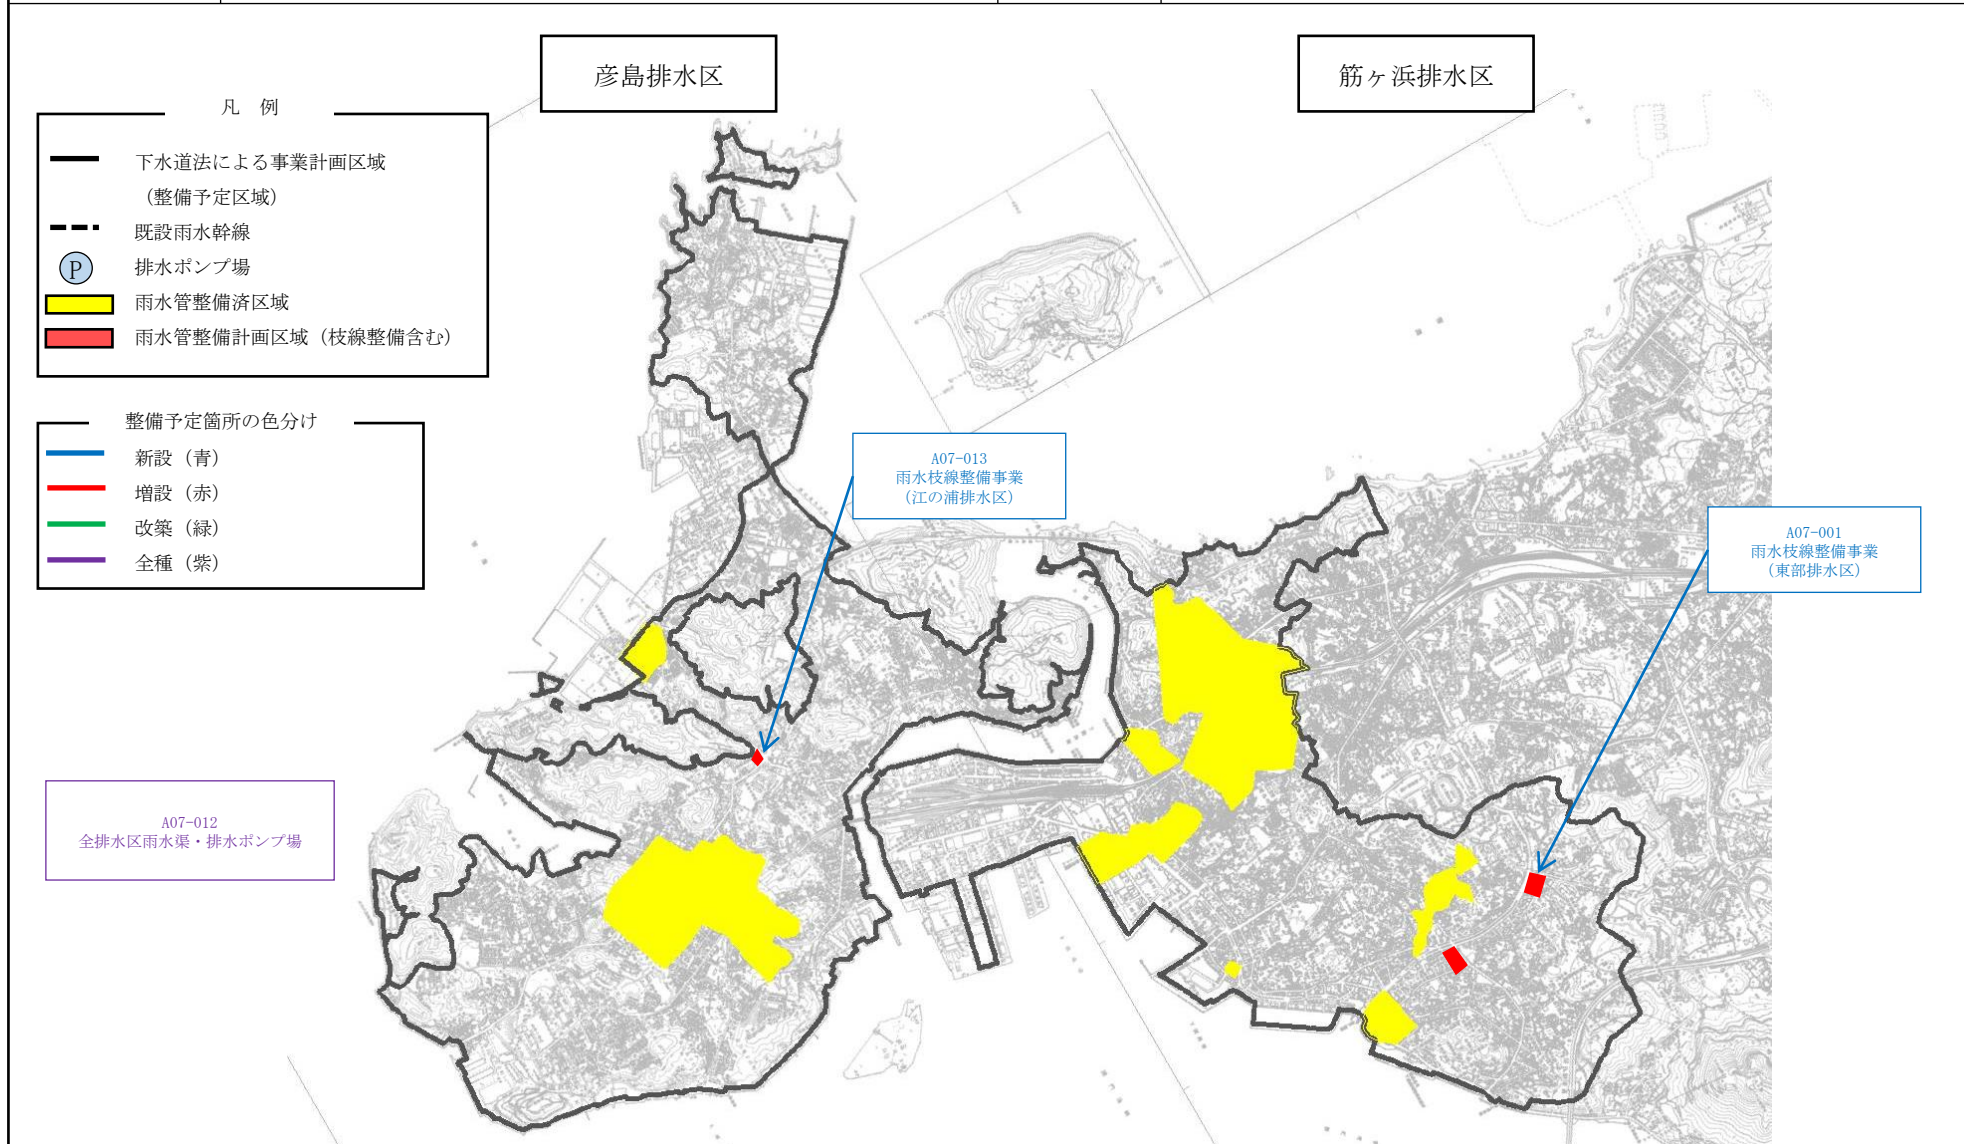 彦島排水区
筋ヶ浜排水区
凡　例
下水道法による事業計画区域
（整備予定区域）
既設雨水幹線
P
排水ポンプ場
雨水管整備済区域
雨水管整備計画区域（枝線整備含む）
整備予定箇所の色分け
新設（青）
増設（赤）
改築（緑）
全種（紫）
A07-013
雨水枝線整備事業
（江の浦排水区）
A07-001
雨水枝線整備事業
（東部排水区）
A07-012
全排水区雨水渠・排水ポンプ場